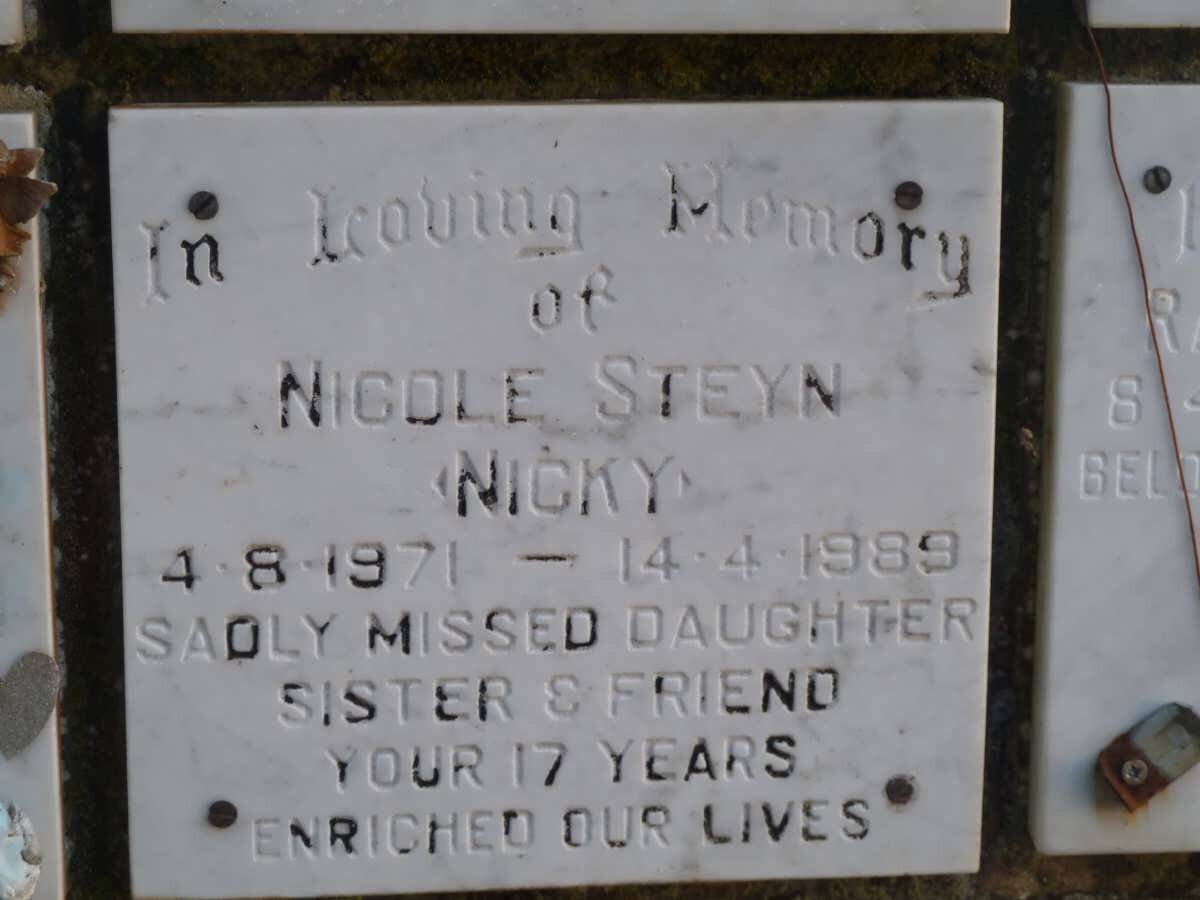 In Loving Memory
of
NICOLE STEYN
(NICKY)
4·8·1971 — 14·4·1989
SADLY MISSED DAUGHTER
SISTER & FRIEND
YOUR 17 YEARS
ENRICHED OUR LIVES
8